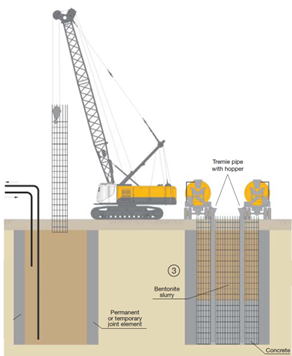 Tremie pipe
with hopper
3
Bentonite
slurry
Permanent
or temporary
joint element
Concrete